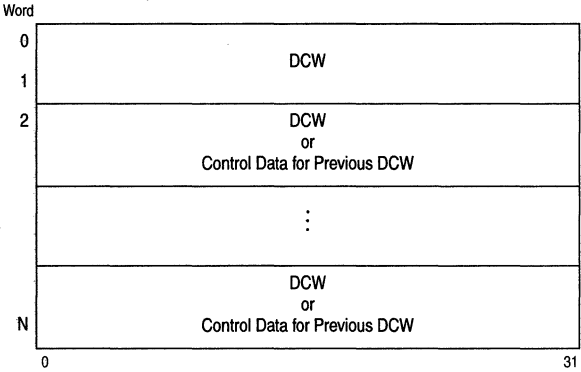 Word
0
DCW
1
2
DCW
or
Control Data for Previous DCW
⋮
DCW
or
N
Control Data for Previous DCW
0 31